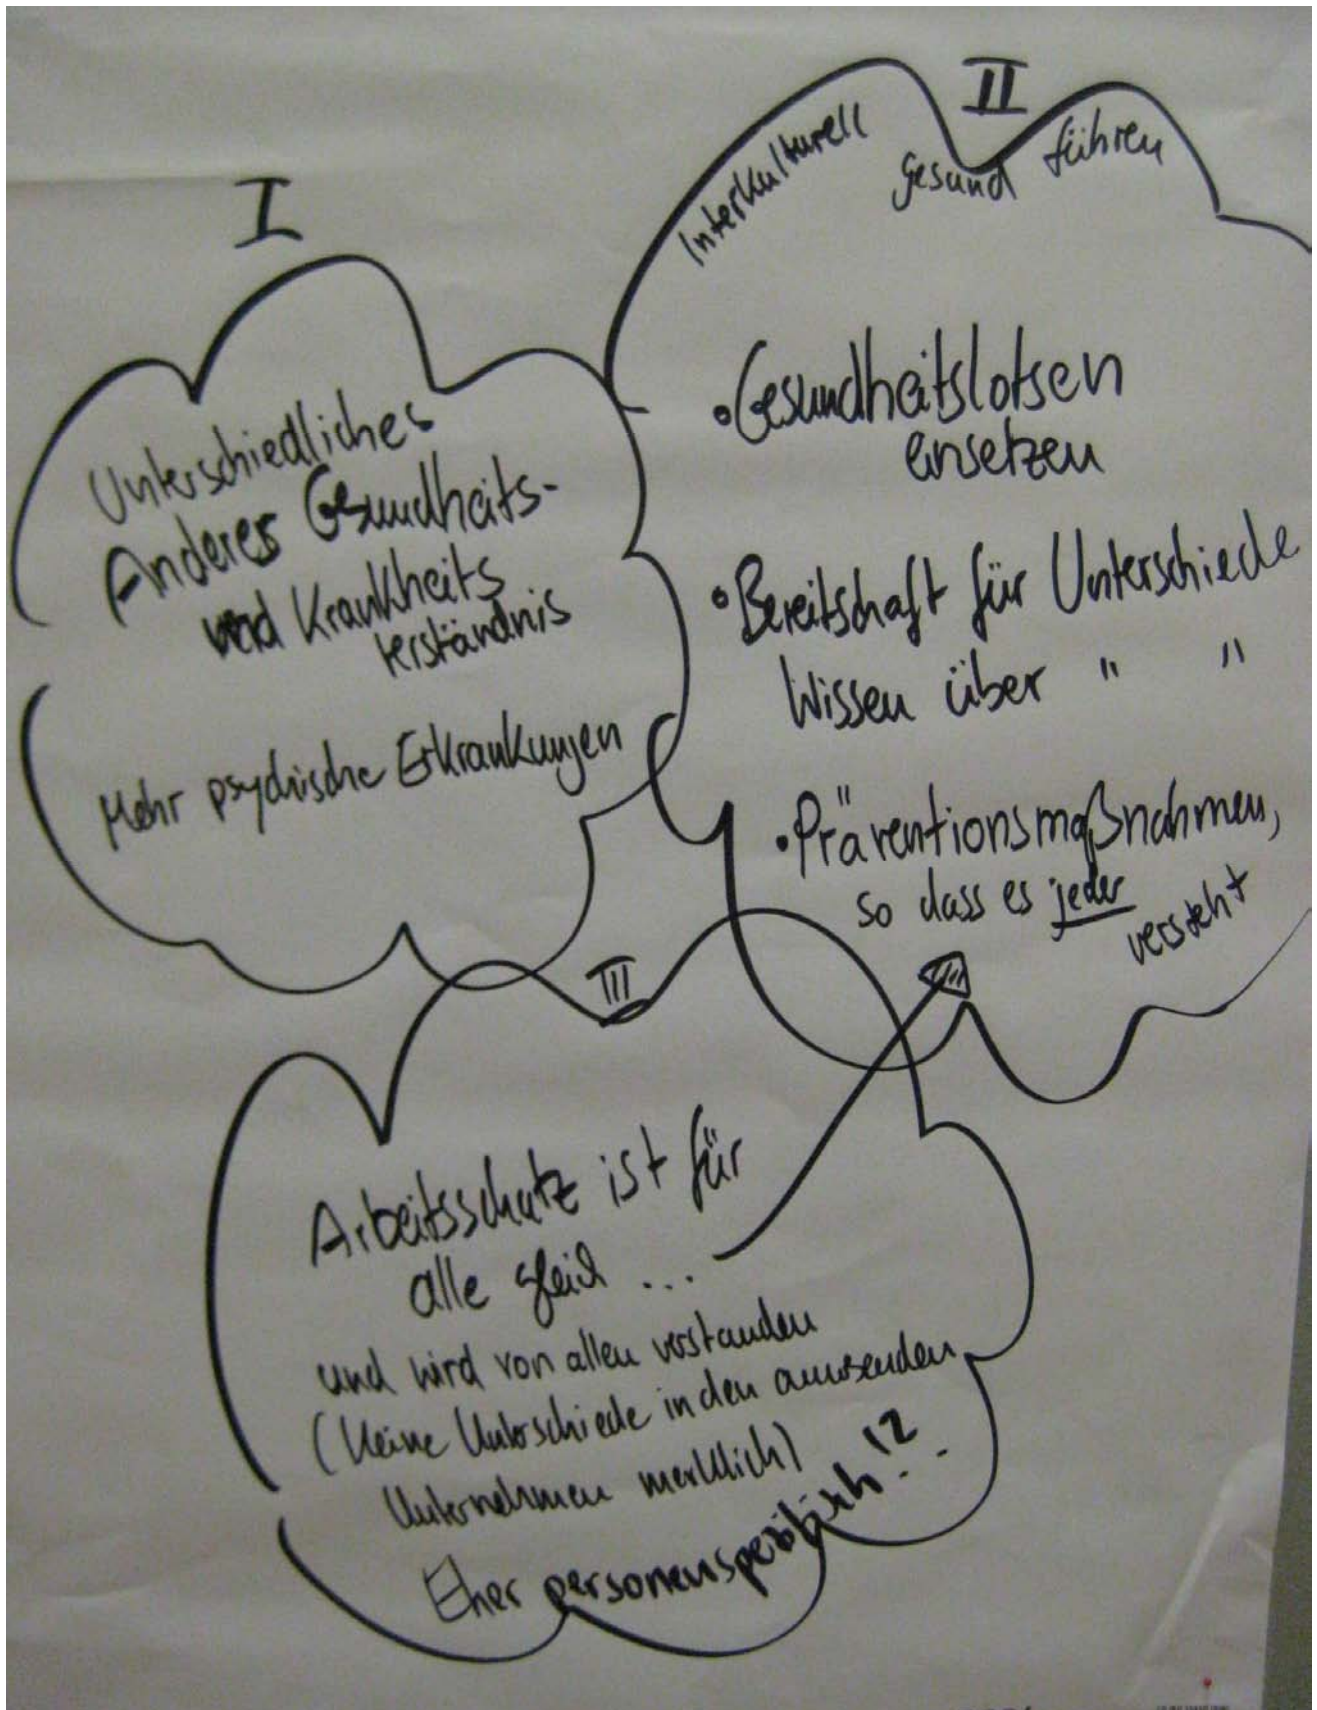 I
Unterschiedliches
Anderes Gesundheits-
und Krankheits
verständnis
Mehr psychische Erkrankungen
II
Interkulturell gesund führen
• Gesundheitslotsen
einsetzen
• Bereitschaft für Unterschiede
Wissen über " "
• Präventionsmaßnahmen,
so dass es jeder
versteht
III
Arbeitsschutz ist für
alle gleich ...
und wird von allen verstanden
(Keine Unterschiede in den anwesenden
Unternehmen merklich)
Eher personenspezifisch!?